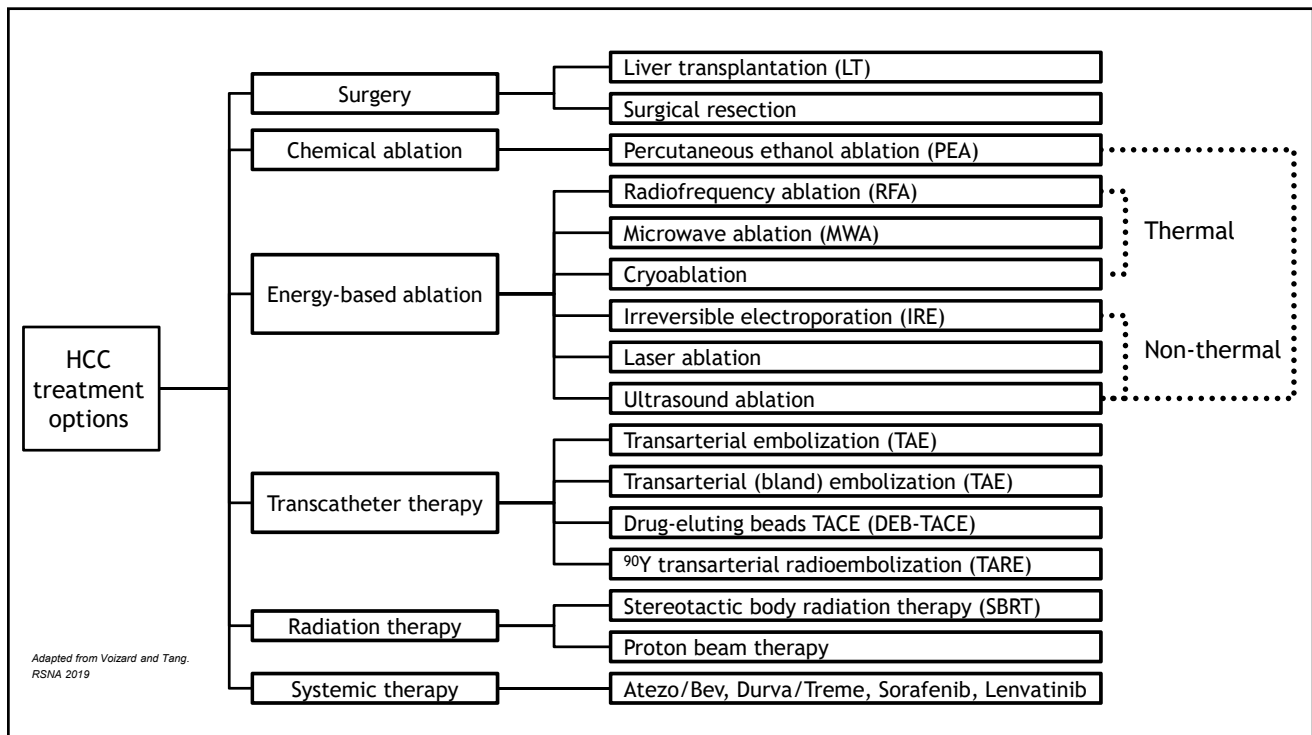 HCC
treatment
options
Surgery
Liver transplantation (LT)
Surgical resection
Chemical ablation
Percutaneous ethanol ablation (PEA)
Energy-based ablation
Radiofrequency ablation (RFA)
Microwave ablation (MWA)
Cryoablation
Irreversible electroporation (IRE)
Laser ablation
Ultrasound ablation
Thermal
Non-thermal
Transcatheter therapy
Transarterial embolization (TAE)
Transarterial (bland) embolization (TAE)
Drug-eluting beads TACE (DEB-TACE)
⁹⁰Y transarterial radioembolization (TARE)
Radiation therapy
Stereotactic body radiation therapy (SBRT)
Proton beam therapy
Systemic therapy
Atezo/Bev, Durva/Treme, Sorafenib, Lenvatinib
Adapted from Voizard and Tang.
RSNA 2019